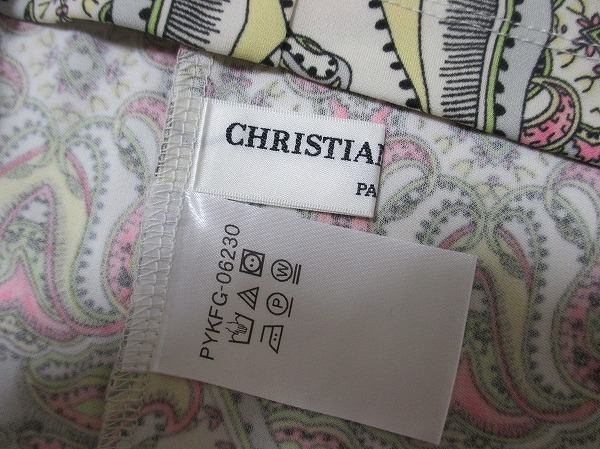 CHRISTIAN
PA
PYKFG-06230
P W